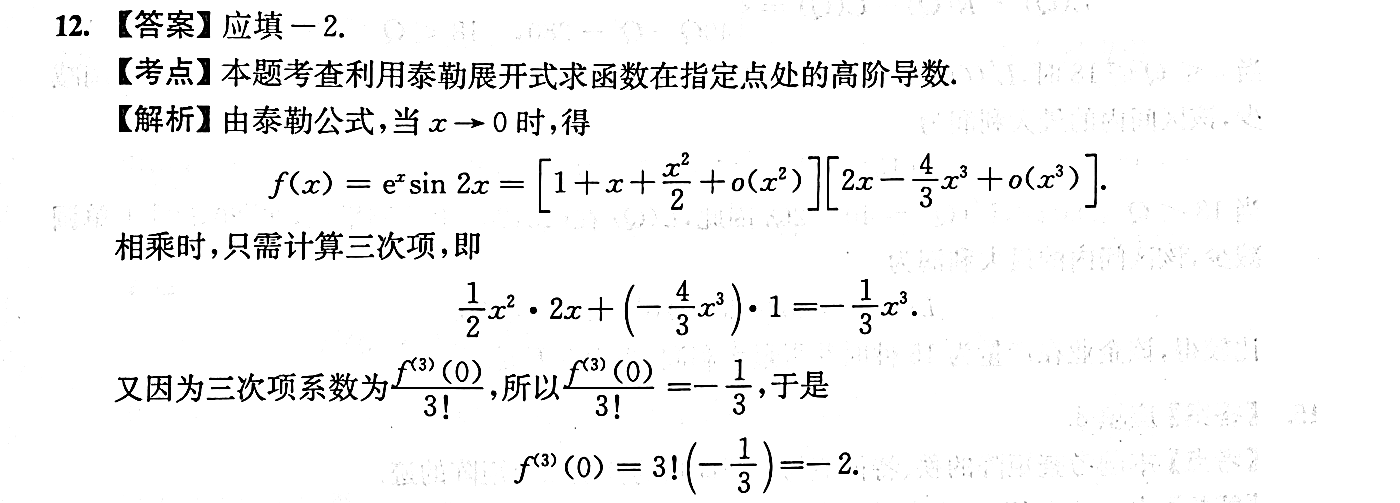 12. 【答案】应填－2.
【考点】本题考查利用泰勒展开式求函数在指定点处的高阶导数.
【解析】由泰勒公式,当 x → 0 时,得
f(x) = eˣ sin 2x = [1 + x + x²/2 + o(x²)][2x − 4/3 x³ + o(x³)].
相乘时,只需计算三次项,即
1/2 x² · 2x + (− 4/3 x³) · 1 = − 1/3 x³.
又因为三次项系数为 f⁽³⁾(0)/3!,所以 f⁽³⁾(0)/3! = − 1/3,于是
f⁽³⁾(0) = 3!(− 1/3) = − 2.